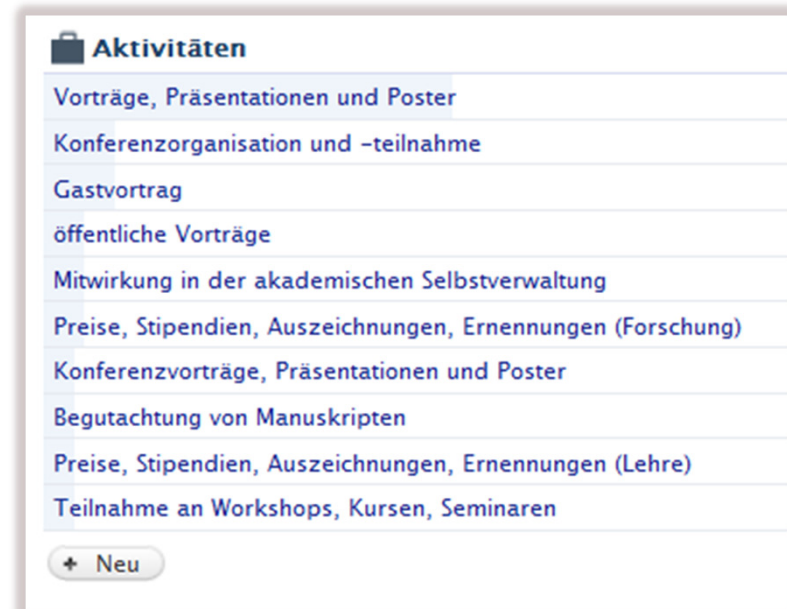 Aktivitäten
Vorträge, Präsentationen und Poster
Konferenzorganisation und -teilnahme
Gastvortrag
öffentliche Vorträge
Mitwirkung in der akademischen Selbstverwaltung
Preise, Stipendien, Auszeichnungen, Ernennungen (Forschung)
Konferenzvorträge, Präsentationen und Poster
Begutachtung von Manuskripten
Preise, Stipendien, Auszeichnungen, Ernennungen (Lehre)
Teilnahme an Workshops, Kursen, Seminaren
+ Neu